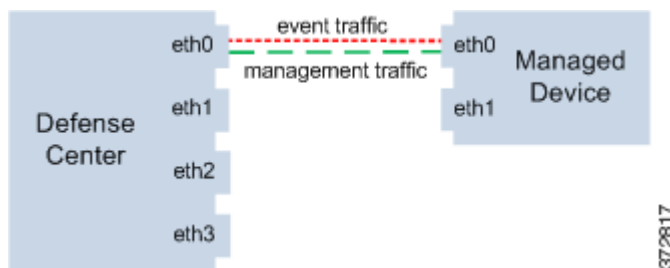 event traffic
eth0
eth0
management traffic
Managed
Device
eth1
eth1
Defense
Center
eth2
eth3
372817